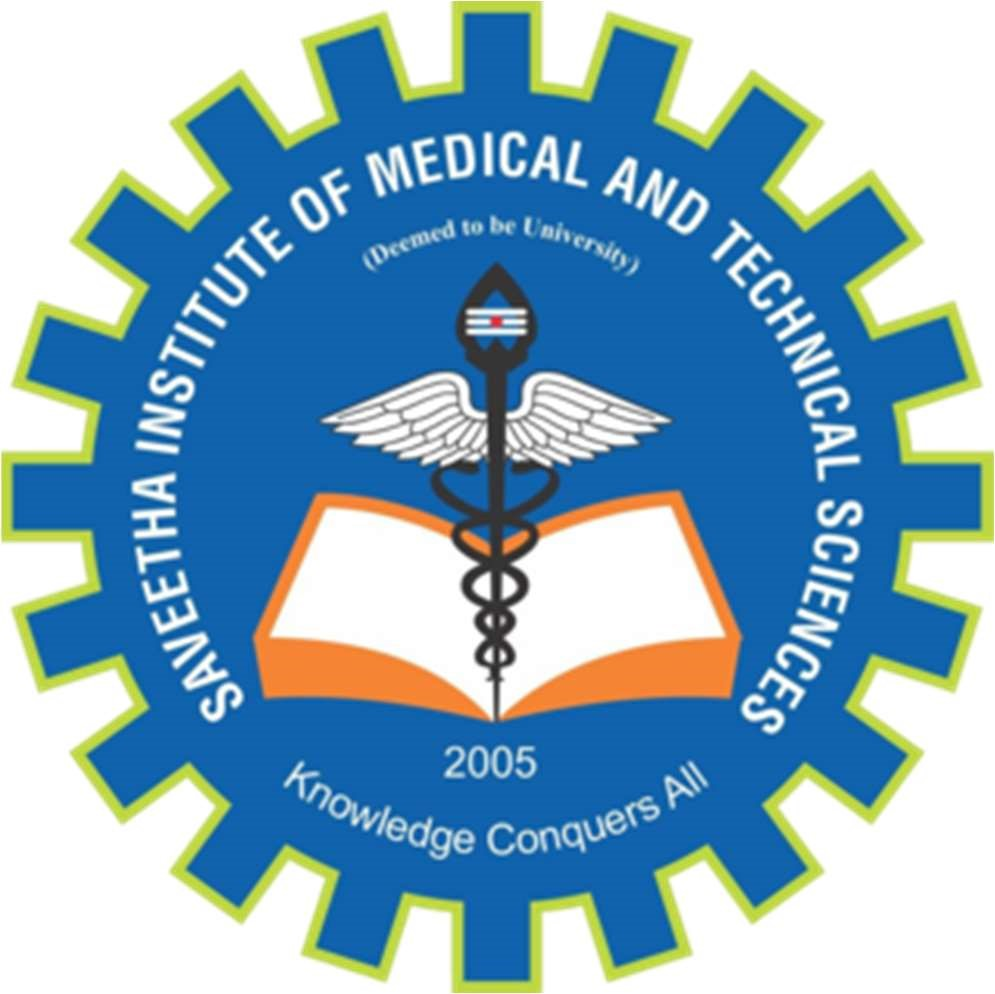 SAVEETHA INSTITUTE OF MEDICAL AND TECHNICAL SCIENCES
(Deemed to be University)
2005
Knowledge Conquers All